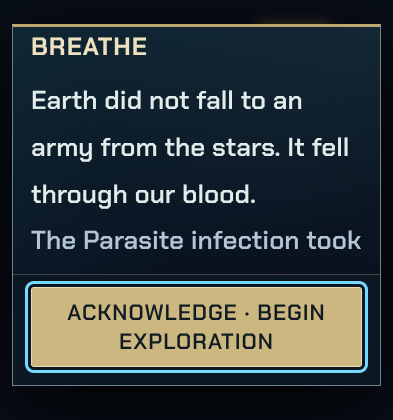 BREATHE
Earth did not fall to an
army from the stars. It fell
through our blood.
The Parasite infection took
ACKNOWLEDGE · BEGIN
EXPLORATION